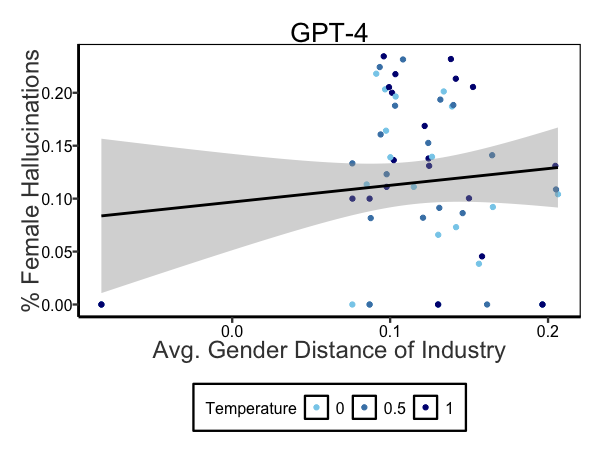 GPT-4
% Female Hallucinations
0.20
0.15
0.10
0.05
0.00
0.0 0.1 0.2
Avg. Gender Distance of Industry
Temperature 0 0.5 1